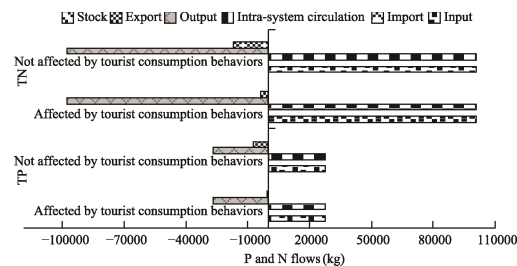 Stock Export Output Intra-system circulation Import Input
TN
Not affected by tourist consumption behaviors
Affected by tourist consumption behaviors
TP
Not affected by tourist consumption behaviors
Affected by tourist consumption behaviors
−100000 −70000 −40000 −10000 20000 50000 80000 110000
P and N flows (kg)